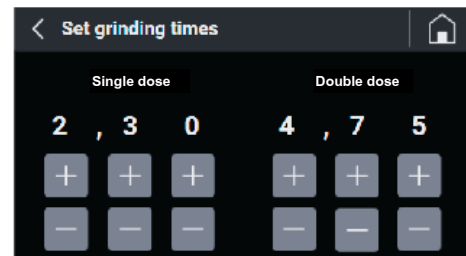 Set grinding times
Single dose Double dose
2 , 3 0 4 , 7 5
+ + + + + +
− − − − − −